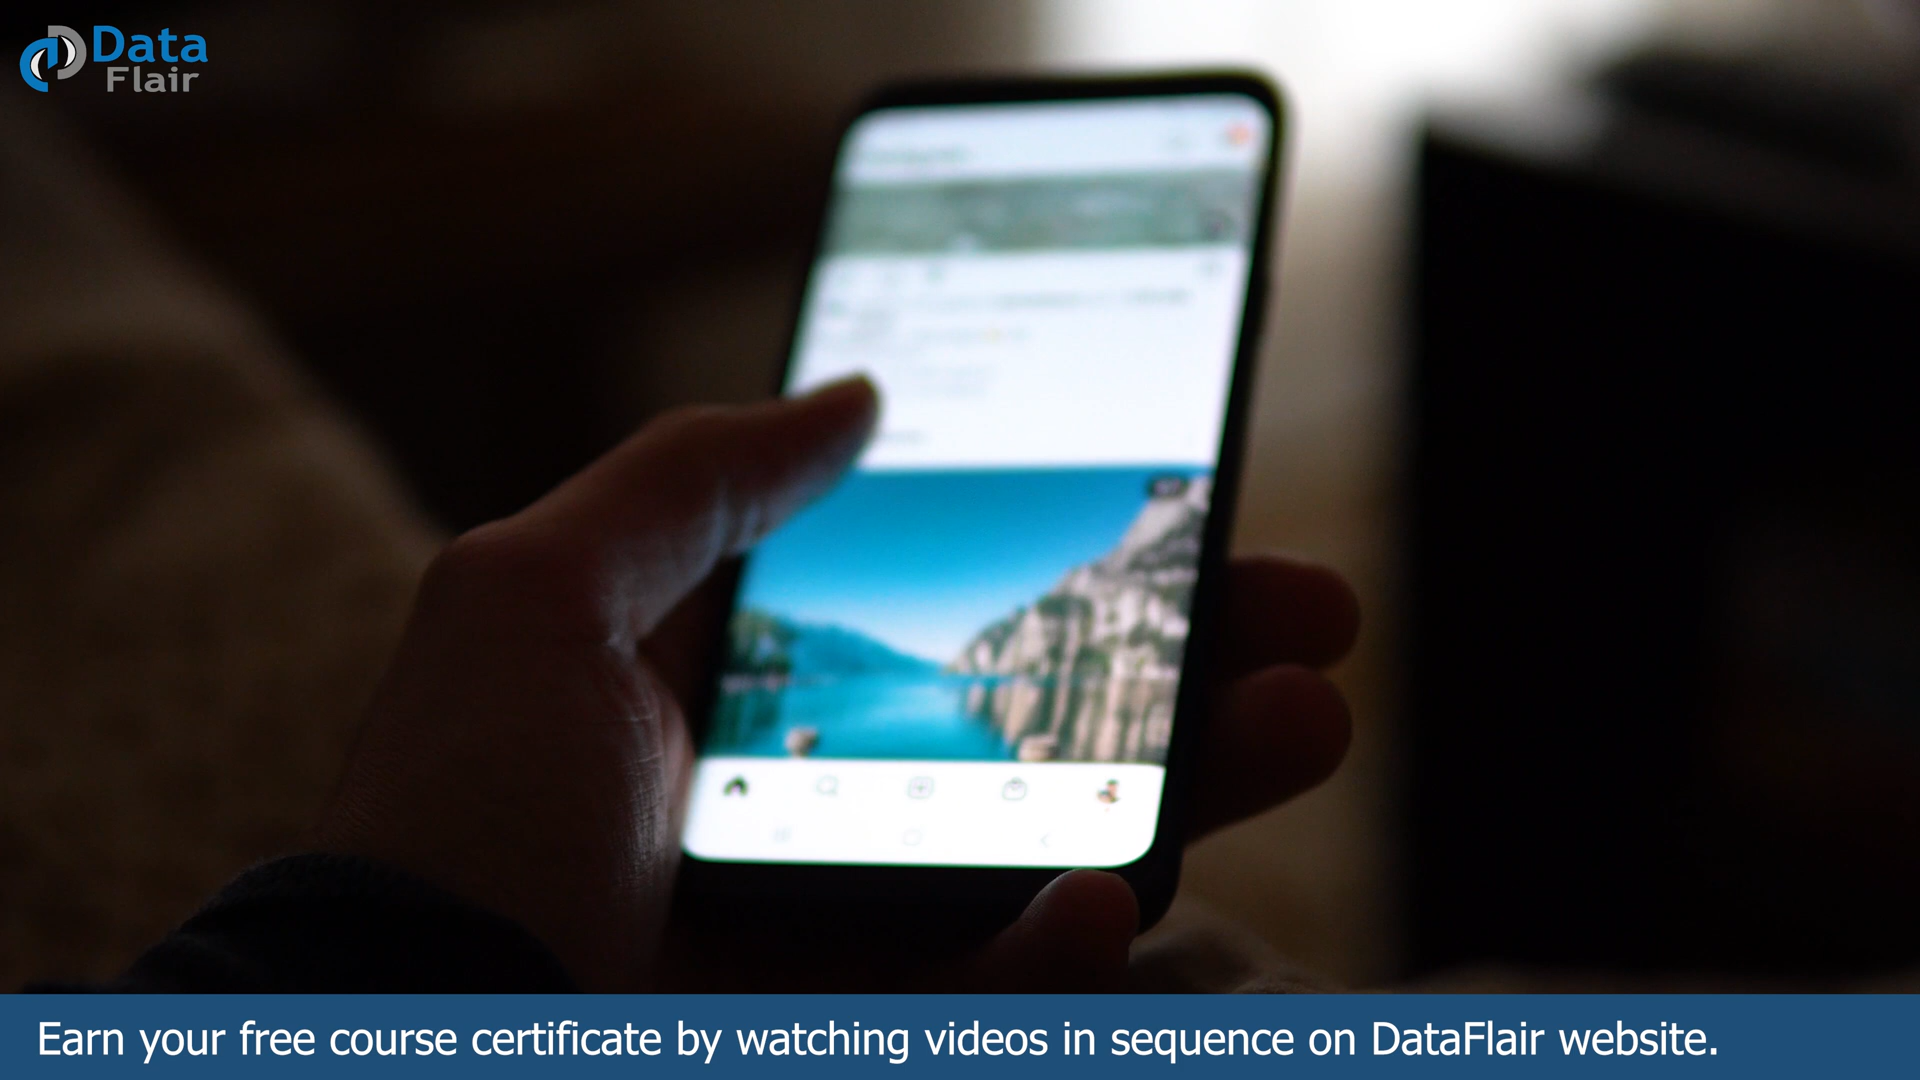 Data
Flair
Earn your free course certificate by watching videos in sequence on DataFlair website.